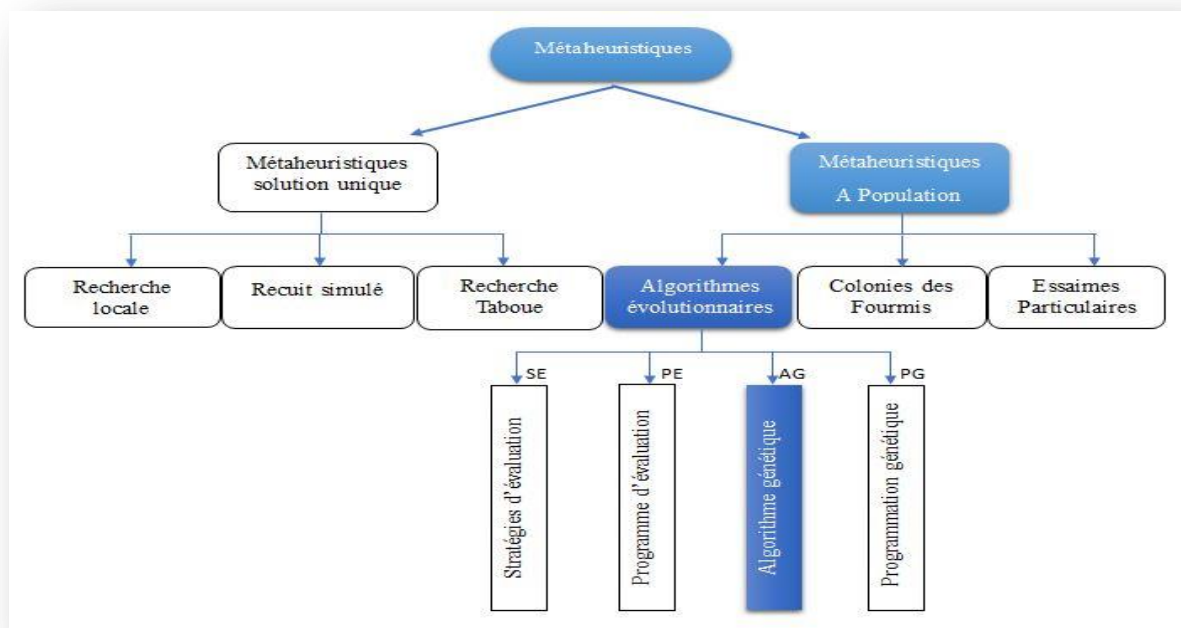 Métaheuristiques
Métaheuristiques
solution unique
Métaheuristiques
A Population
Recherche
locale
Recuit simulé
Recherche
Taboue
Algorithmes
évolutionnaires
Colonies des
Fourmis
Essaimes
Particulaires
SE
PE
AG
PG
Stratégies d'évaluation
Programme d'évaluation
Algorithme génétique
Programmation génétique